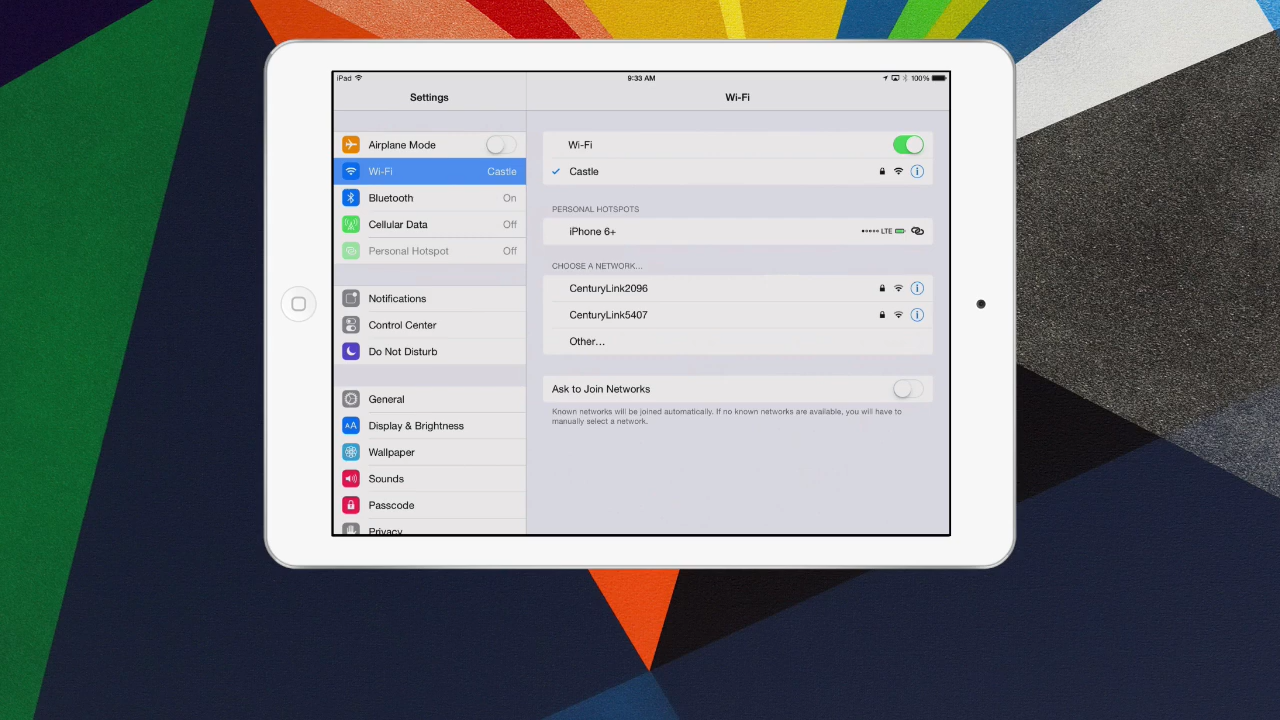 iPad 9:33 AM 100%
Settings
Wi-Fi
Airplane Mode
Wi-Fi Castle
Bluetooth On
Cellular Data Off
Personal Hotspot Off
Notifications
Control Center
Do Not Disturb
General
AA Display & Brightness
Wallpaper
Sounds
Passcode
Privacy
Wi-Fi
Castle
PERSONAL HOTSPOTS
iPhone 6+ LTE
CHOOSE A NETWORK...
CenturyLink2096
CenturyLink5407
Other...
Ask to Join Networks
Known networks will be joined automatically. If no known networks are available, you will have to
manually select a network.